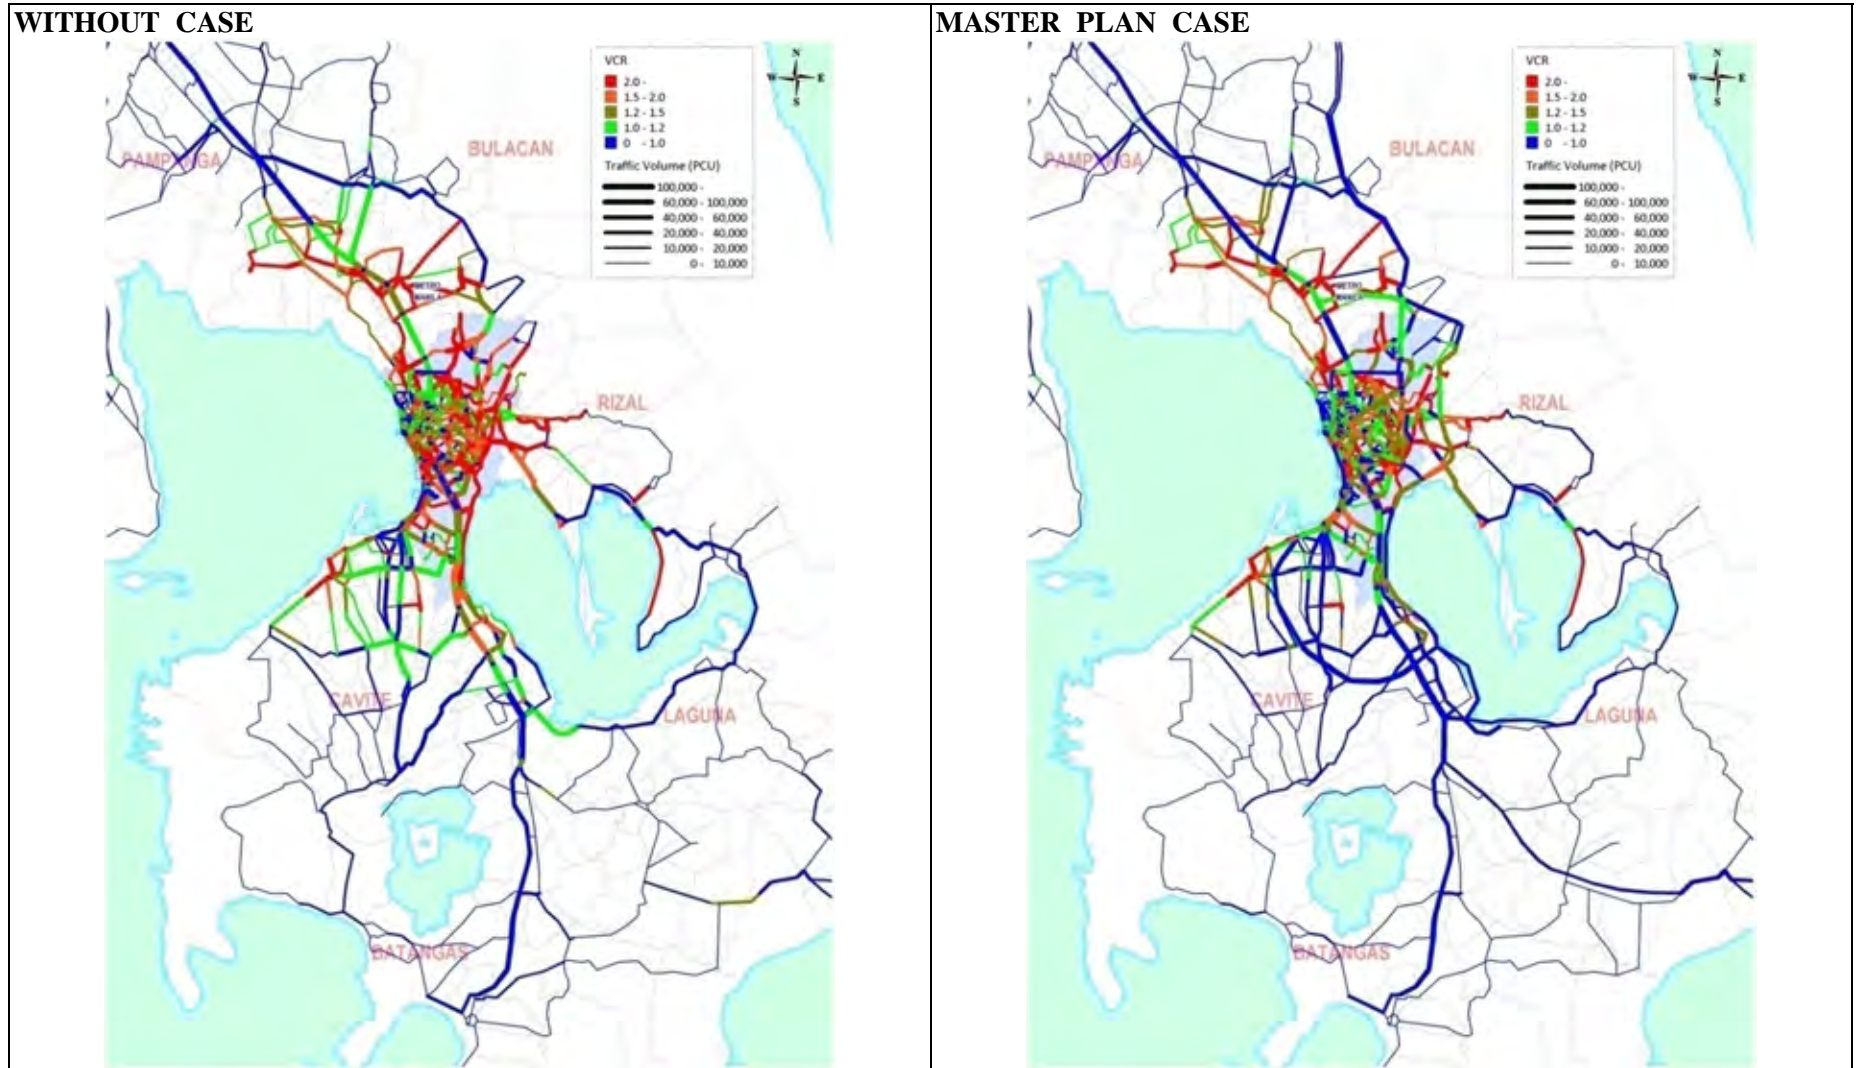 WITHOUT CASE
N
W E
S
VCR
2.0 -
1.5 - 2.0
1.2 - 1.5
1.0 - 1.2
0 - 1.0
Traffic Volume (PCU)
100,000 -
60,000 - 100,000
40,000 - 60,000
20,000 - 40,000
10,000 - 20,000
0 - 10,000
BULACAN
PAMPANGA
METRO
MANILA
RIZAL
CAVITE
LAGUNA
BATANGAS
MASTER PLAN CASE
N
W E
S
VCR
2.0 -
1.5 - 2.0
1.2 - 1.5
1.0 - 1.2
0 - 1.0
Traffic Volume (PCU)
100,000 -
60,000 - 100,000
40,000 - 60,000
20,000 - 40,000
10,000 - 20,000
0 - 10,000
BULACAN
PAMPANGA
METRO
MANILA
RIZAL
CAVITE
LAGUNA
BATANGAS